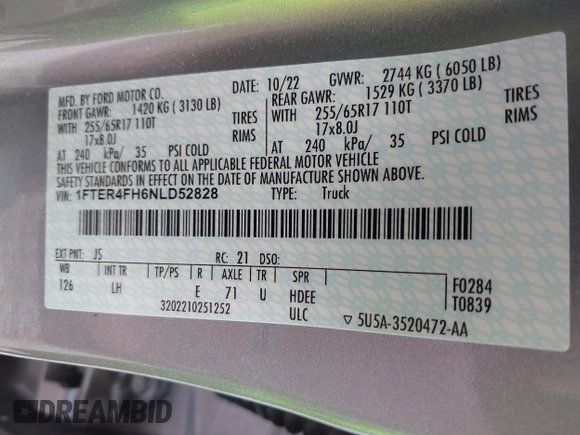 MFD. BY FORD MOTOR CO.
10/22 GVWR: 2744 KG ( 6050 LB)
FRONT GAWR: 1420 KG ( 3130 LB)
REAR GAWR: 1529 KG ( 3370 LB)
WITH 255/65R17 110T TIRES
WITH 255/65R17 110T TIRES
17x8.0J RIMS
17x8.0J RIMS
AT 240 kPa/ 35 PSI COLD
AT 240 kPa/ 35 PSI COLD
THIS VEHICLE CONFORMS TO ALL APPLICABLE FEDERAL MOTOR VEHICLE
SAFETY STANDARDS IN EFFECT ON THE DATE OF MANUFACTURE SHOWN ABOVE.
VIN: 1FTER4FH6NLD52828 TYPE: Truck
EXT PNT: J5 RC: 21 DSO:
WB INT TR TP/PS R AXLE TR SPR
126 LH E 71 U HDEE
ULC
F0284
T0839
3202210251252
▽ 5U5A-3520472-AA
DREAMBID